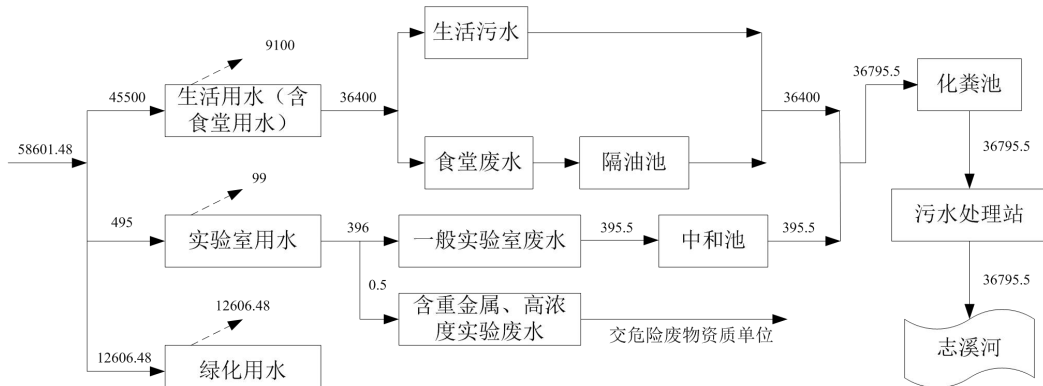 58601.48
45500
9100
生活用水（含
食堂用水）
36400
生活污水
食堂废水
隔油池
36400
495
99
实验室用水
396
一般实验室废水
395.5
中和池
395.5
0.5
含重金属、高浓
度实验废水
交危险废物资质单位
12606.48
12606.48
绿化用水
36795.5
化粪池
36795.5
污水处理站
36795.5
志溪河